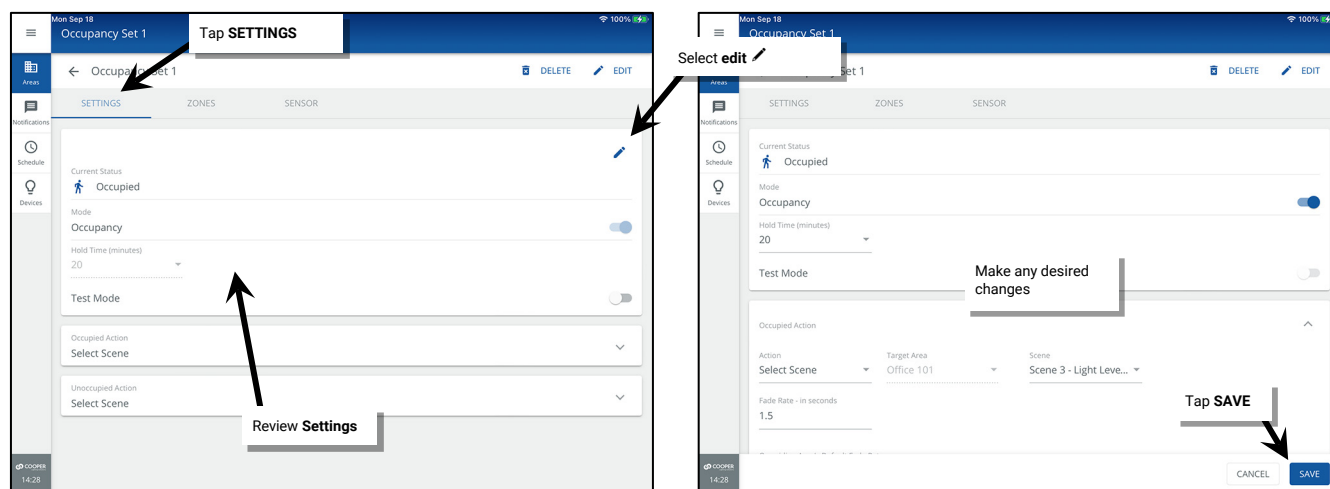 Mon Sep 18
100%
Occupancy Set 1
Tap SETTINGS
Areas
Occupancy Set 1
DELETE
EDIT
SETTINGS
ZONES
SENSOR
Notifications
Schedule
Devices
Current Status
Occupied
Mode
Occupancy
Hold Time (minutes)
20
Test Mode
Occupied Action
Select Scene
Unoccupied Action
Select Scene
Review Settings
COOPER
14:28
Select edit
Mon Sep 18
100%
Occupancy Set 1
Areas
Set 1
DELETE
EDIT
SETTINGS
ZONES
SENSOR
Notifications
Schedule
Devices
Current Status
Occupied
Mode
Occupancy
Hold Time (minutes)
20
Test Mode
Make any desired
changes
Occupied Action
Action
Target Area
Scene
Select Scene
Office 101
Scene 3 - Light Leve...
Fade Rate - in seconds
1.5
Tap SAVE
CANCEL
SAVE
COOPER
14:28